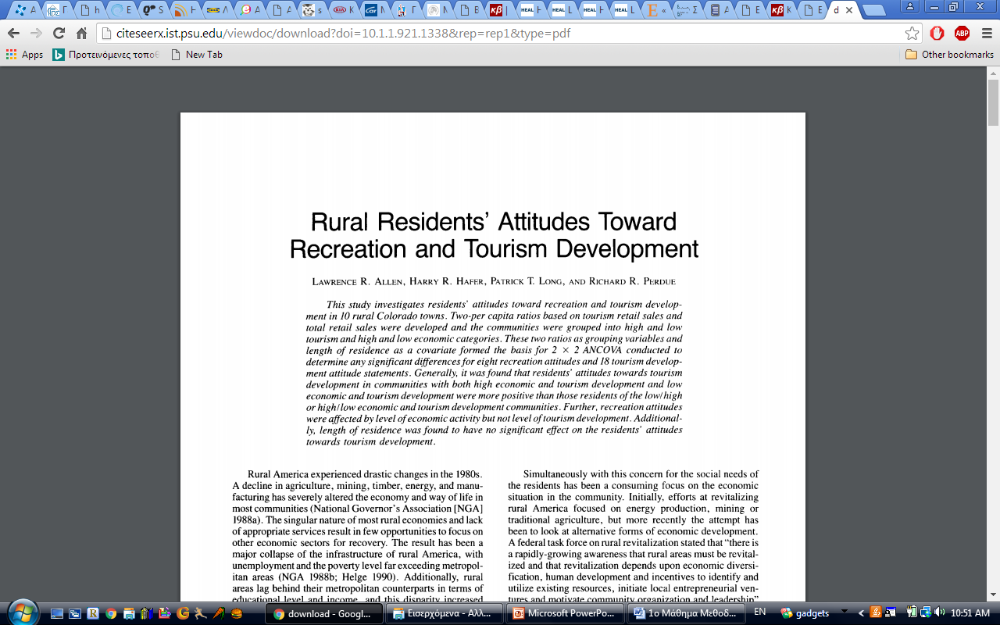 citeseerx.ist.psu.edu/viewdoc/download?doi=10.1.1.921.1338&rep=rep1&type=pdf
ABP
Apps Προτεινόμενες τοποθ New Tab Other bookmarks
Rural Residents' Attitudes Toward
Recreation and Tourism Development
LAWRENCE R. ALLEN, HARRY R. HAFER, PATRICK T. LONG, AND RICHARD R. PERDUE
This study investigates residents' attitudes toward recreation and tourism develop-
ment in 10 rural Colorado towns. Two-per capita ratios based on tourism retail sales and
total retail sales were developed and the communities were grouped into high and low
tourism and high and low economic categories. These two ratios as grouping variables and
length of residence as a covariate formed the basis for 2 × 2 ANCOVA conducted to
determine any significant differences for eight recreation attitudes and 18 tourism develop-
ment attitude statements. Generally, it was found that residents' attitudes towards tourism
development in communities with both high economic and tourism development and low
economic and tourism development were more positive than those residents of the low/high
or high/low economic and tourism development communities. Further, recreation attitudes
were affected by level of economic activity but not level of tourism development. Additional-
ly, length of residence was found to have no significant effect on the residents' attitudes
towards tourism development.
Rural America experienced drastic changes in the 1980s.
A decline in agriculture, mining, timber, energy, and manu-
facturing has severely altered the economy and way of life in
most communities (National Governor's Association [NGA]
1988a). The singular nature of most rural economies and lack
of appropriate services result in few opportunities to focus on
other economic sectors for recovery. The result has been a
major collapse of the infrastructure of rural America, with
unemployment and the poverty level far exceeding metropol-
itan areas (NGA 1988b; Helge 1990). Additionally, rural
areas lag behind their metropolitan counterparts in terms of
educational level and income, and this disparity increased
Simultaneously with this concern for the social needs of
the residents has been a consuming focus on the economic
situation in the community. Initially, efforts at revitalizing
rural America focused on energy production, mining or
traditional agriculture, but more recently the attempt has
been to look at alternative forms of economic development.
A federal task force on rural revitalization stated that "there is
a rapidly-growing awareness that rural areas must be revital-
ized and that revitalization depends upon economic diversi-
fication, human development and incentives to identify and
utilize existing resources, initiate local entrepreneurial ven-
tures and motivate community organization and leadership"
download - Googl... Εισερχόμενα - Αλλ... Microsoft PowerPo... 1ο Μάθημα Μεθοδ... EN gadgets 10:51 AM